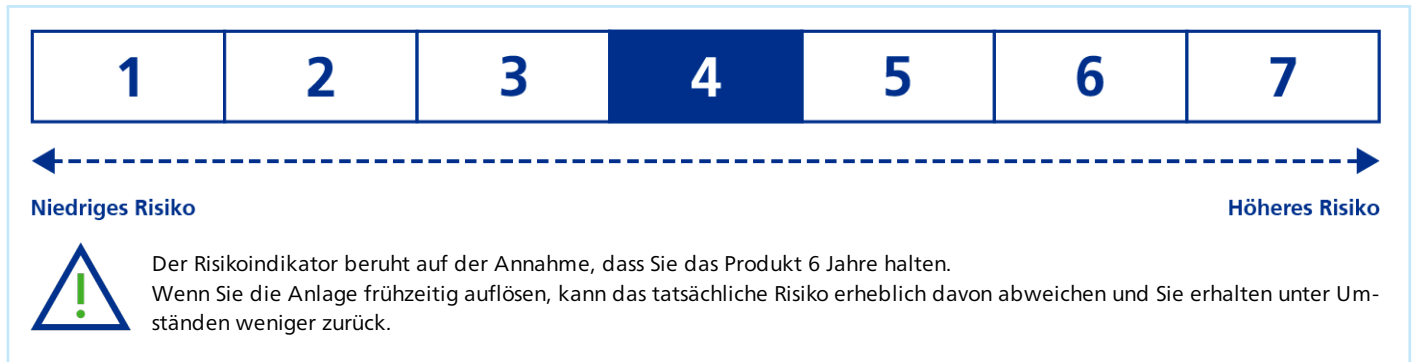 1 2 3 4 5 6 7
Niedriges Risiko Höheres Risiko
Der Risikoindikator beruht auf der Annahme, dass Sie das Produkt 6 Jahre halten.
Wenn Sie die Anlage frühzeitig auflösen, kann das tatsächliche Risiko erheblich davon abweichen und Sie erhalten unter Um-
ständen weniger zurück.